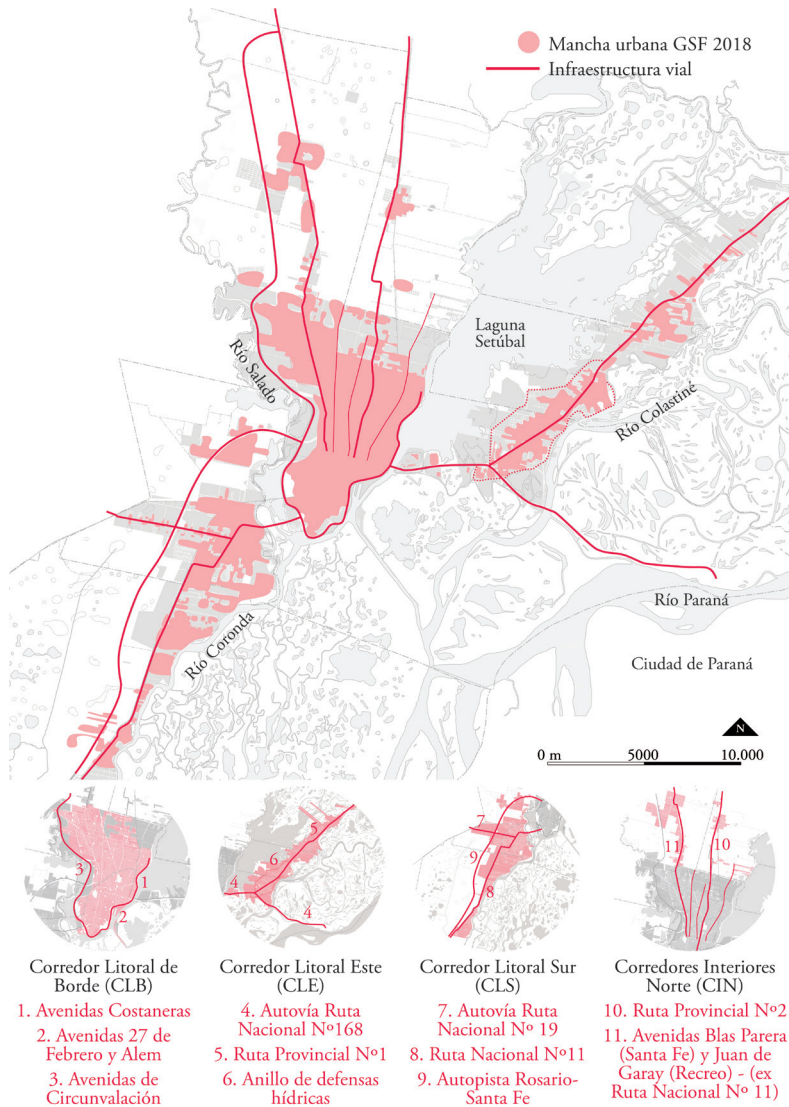 Mancha urbana GSF 2018
Infraestructura vial
Laguna
Setúbal
Río Salado
Río Colastiné
Río Coronda
Río Paraná
Ciudad de Paraná
N
0 m 5000 10.000
3
1
2
5
6
4
4
7
9
8
11
10
Corredor Litoral de
Borde (CLB)
1. Avenidas Costaneras
2. Avenidas 27 de
Febrero y Alem
3. Avenidas de
Circunvalación
Corredor Litoral Este
(CLE)
4. Autovía Ruta
Nacional Nº168
5. Ruta Provincial Nº1
6. Anillo de defensas
hídricas
Corredor Litoral Sur
(CLS)
7. Autovía Ruta
Nacional Nº 19
8. Ruta Nacional Nº11
9. Autopista Rosario-
Santa Fe
Corredores Interiores
Norte (CIN)
10. Ruta Provincial Nº2
11. Avenidas Blas Parera
(Santa Fe) y Juan de
Garay (Recreo) - (ex
Ruta Nacional Nº 11)